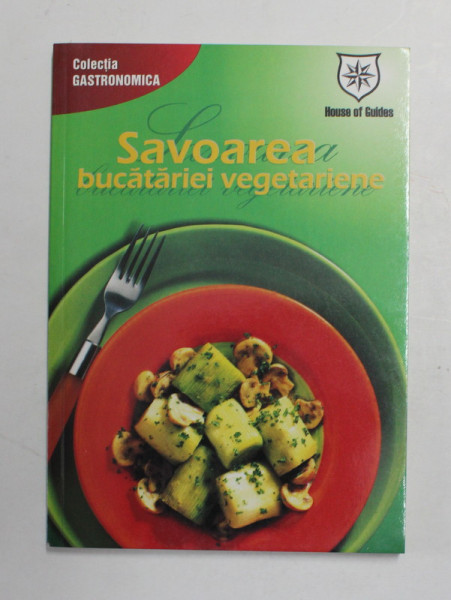 Colecția
GASTRONOMICA
House of Guides
Savoarea
bucătăriei vegetariene